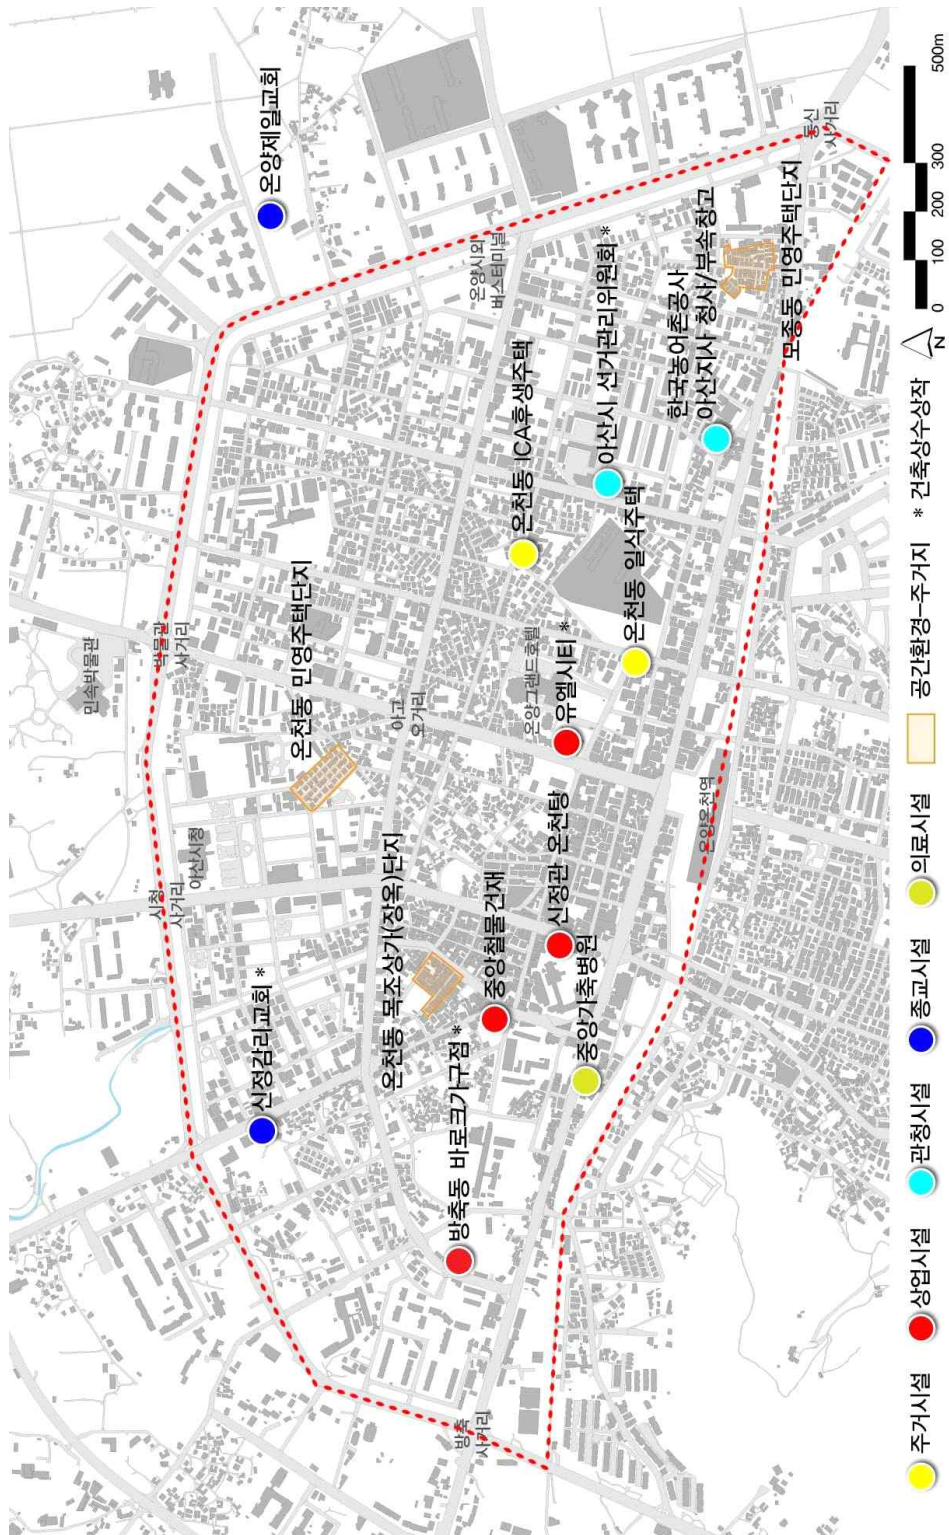 온양제일교회
민속박물관
박물관
사거리
시청
사거리
아산시청
신정감리교회 *
온천동 민영주택단지
온양시외
버스터미널
아고
오거리
온천동 목조상가(장옥)단지
온천동 ICA후생주택
온양그랜드호텔
유엘시티 *
중앙철물건재
신정관 온천탕
방축동 바로크가구점 *
아산시 선거관리위원회 *
온천동 일식주택
중앙가축병원
한국농어촌공사
아산지사 청사/부속창고
온양온천역
모종동 민영주택단지
동신
사거리
방축
사거리
주거시설
상업시설
관청시설
종교시설
의료시설
공간환경-주거지
* 건축상수상작
N
0 100 200 300 500m